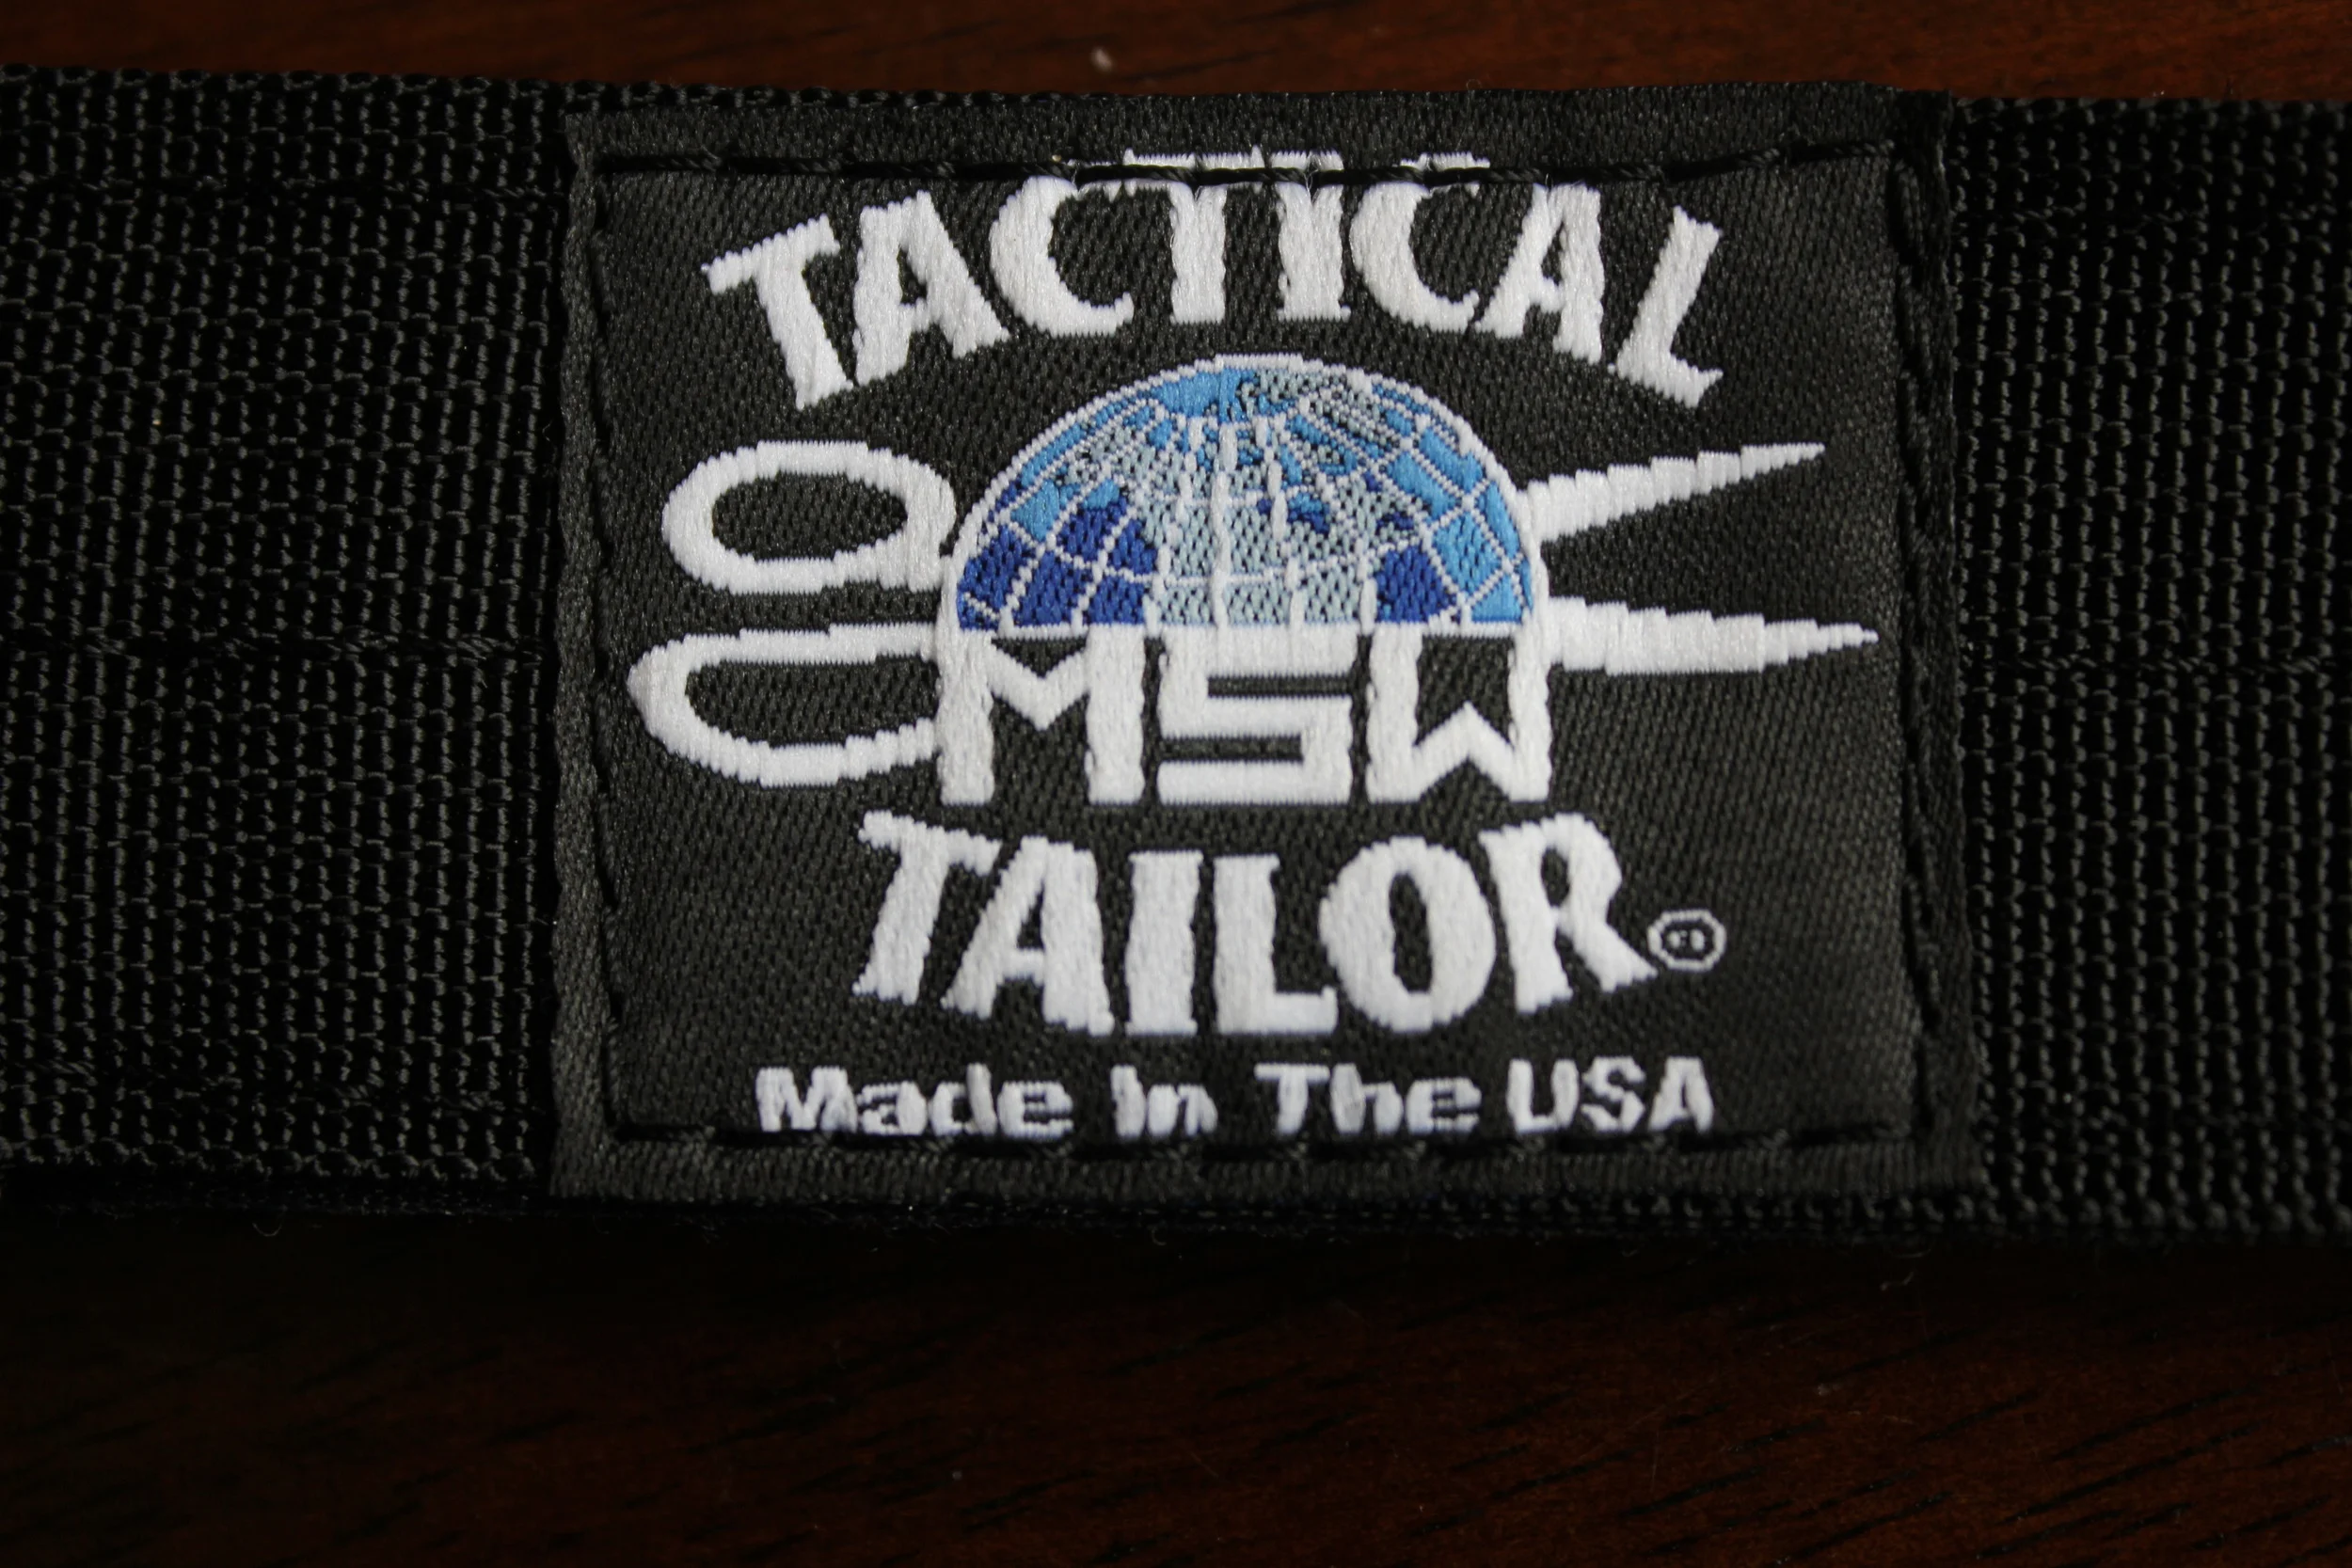 TACTICAL
MSW
TAILOR®
Made In The USA